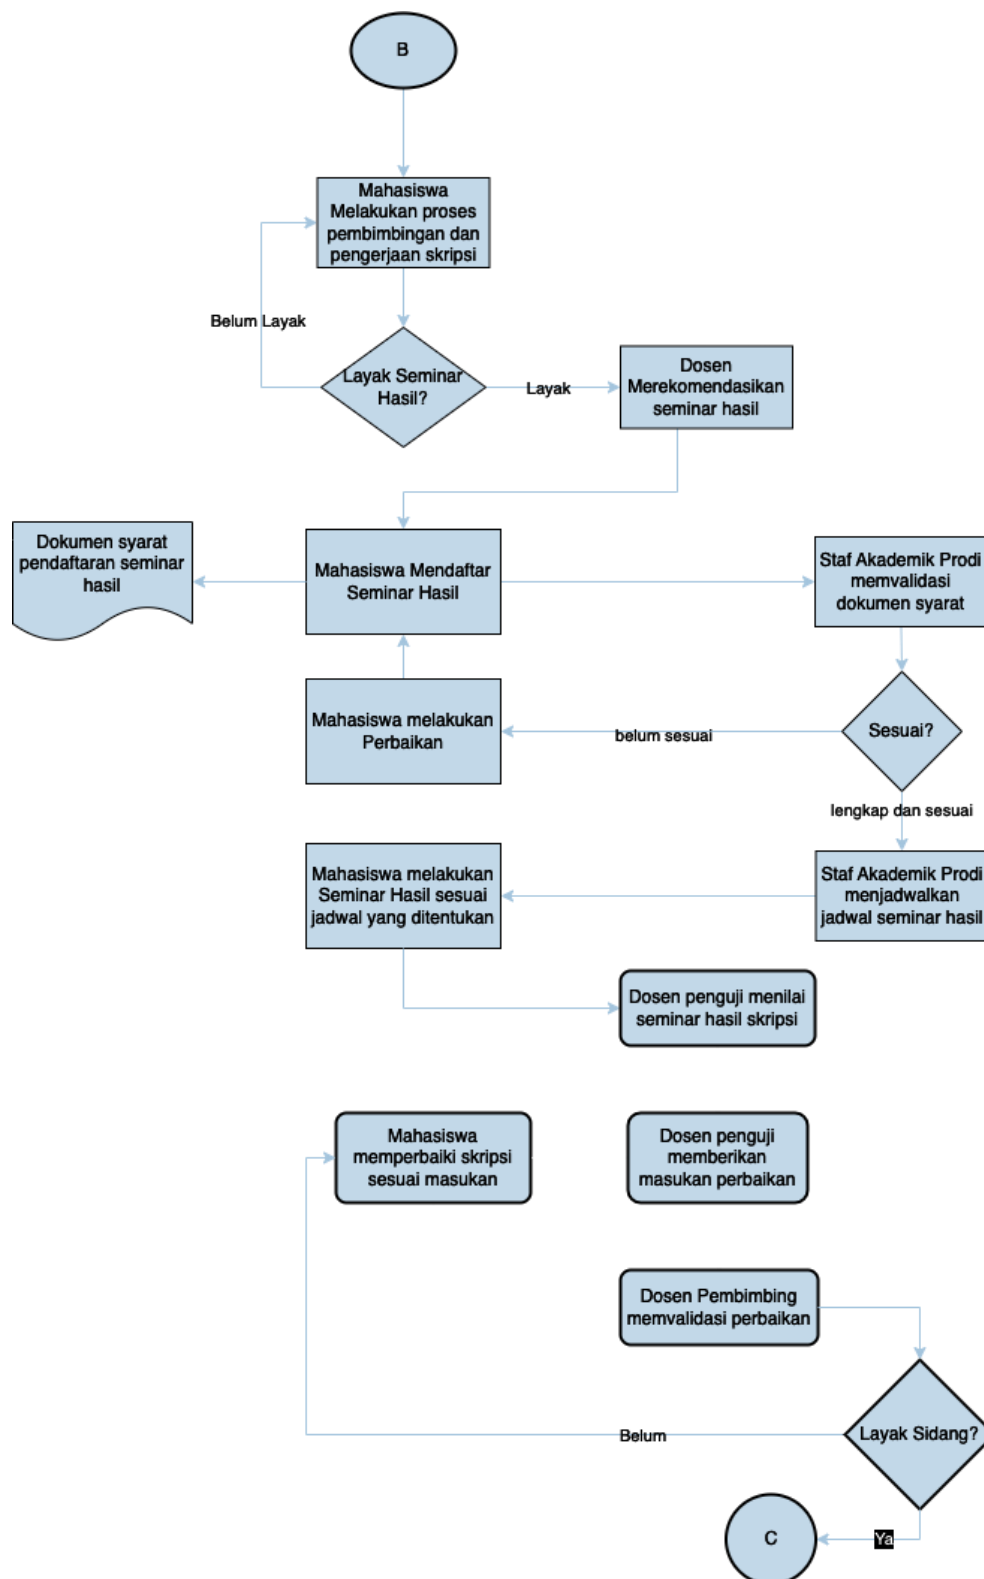 B
Mahasiswa
Melakukan proses
pembimbingan dan
pengerjaan skripsi
Belum Layak
Layak Seminar
Hasil?
Layak
Dosen
Merekomendasikan
seminar hasil
Dokumen syarat
pendaftaran seminar
hasil
Mahasiswa Mendaftar
Seminar Hasil
Staf Akademik Prodi
memvalidasi
dokumen syarat
Mahasiswa melakukan
Perbaikan
belum sesuai
Sesuai?
lengkap dan sesuai
Mahasiswa melakukan
Seminar Hasil sesuai
jadwal yang ditentukan
Staf Akademik Prodi
menjadwalkan
jadwal seminar hasil
Dosen penguji menilai
seminar hasil skripsi
Mahasiswa
memperbaiki skripsi
sesuai masukan
Dosen penguji
memberikan
masukan perbaikan
Dosen Pembimbing
memvalidasi perbaikan
Belum
Layak Sidang?
C
Ya